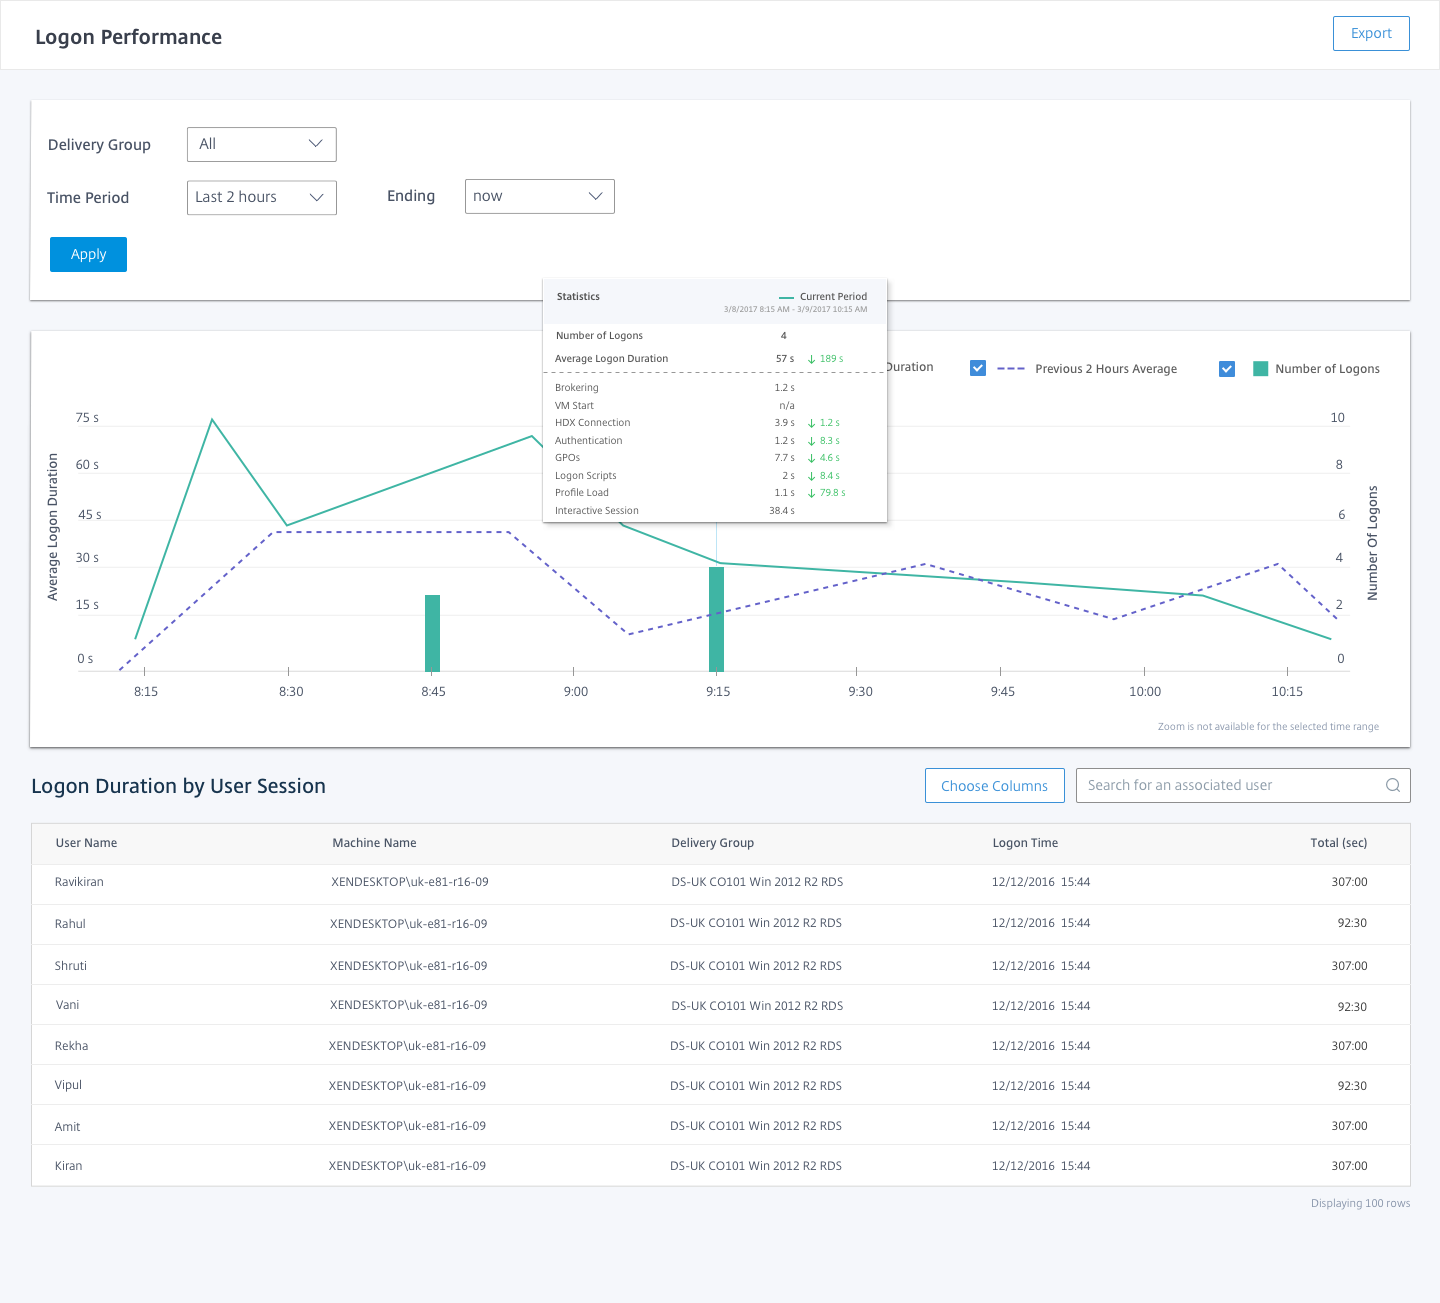 Logon Performance
Export
Delivery Group All
Time Period Last 2 hours Ending now
Apply
Statistics Current Period
3/8/2017 8:15 AM - 3/9/2017 10:15 AM
Number of Logons 4
Average Logon Duration 57 s 189 s
Brokering 1.2 s
VM Start n/a
HDX Connection 3.9 s 1.2 s
Authentication 1.2 s 8.3 s
GPOs 7.7 s 4.6 s
Logon Scripts 2 s 8.4 s
Profile Load 1.1 s 79.8 s
Interactive Session 38.4 s
Duration Previous 2 Hours Average Number of Logons
Average Logon Duration
75 s
60 s
45 s
30 s
15 s
0 s
10
8
6
4
2
0
Number Of Logons
8:15 8:30 8:45 9:00 9:15 9:30 9:45 10:00 10:15
Zoom is not available for the selected time range
Logon Duration by User Session
Choose Columns
Search for an associated user
User Name Machine Name Delivery Group Logon Time Total (sec)
Ravikiran XENDESKTOP\uk-e81-r16-09 DS-UK CO101 Win 2012 R2 RDS 12/12/2016 15:44 307:00
Rahul XENDESKTOP\uk-e81-r16-09 DS-UK CO101 Win 2012 R2 RDS 12/12/2016 15:44 92:30
Shruti XENDESKTOP\uk-e81-r16-09 DS-UK CO101 Win 2012 R2 RDS 12/12/2016 15:44 307:00
Vani XENDESKTOP\uk-e81-r16-09 DS-UK CO101 Win 2012 R2 RDS 12/12/2016 15:44 92:30
Rekha XENDESKTOP\uk-e81-r16-09 DS-UK CO101 Win 2012 R2 RDS 12/12/2016 15:44 307:00
Vipul XENDESKTOP\uk-e81-r16-09 DS-UK CO101 Win 2012 R2 RDS 12/12/2016 15:44 92:30
Amit XENDESKTOP\uk-e81-r16-09 DS-UK CO101 Win 2012 R2 RDS 12/12/2016 15:44 307:00
Kiran XENDESKTOP\uk-e81-r16-09 DS-UK CO101 Win 2012 R2 RDS 12/12/2016 15:44 307:00
Displaying 100 rows